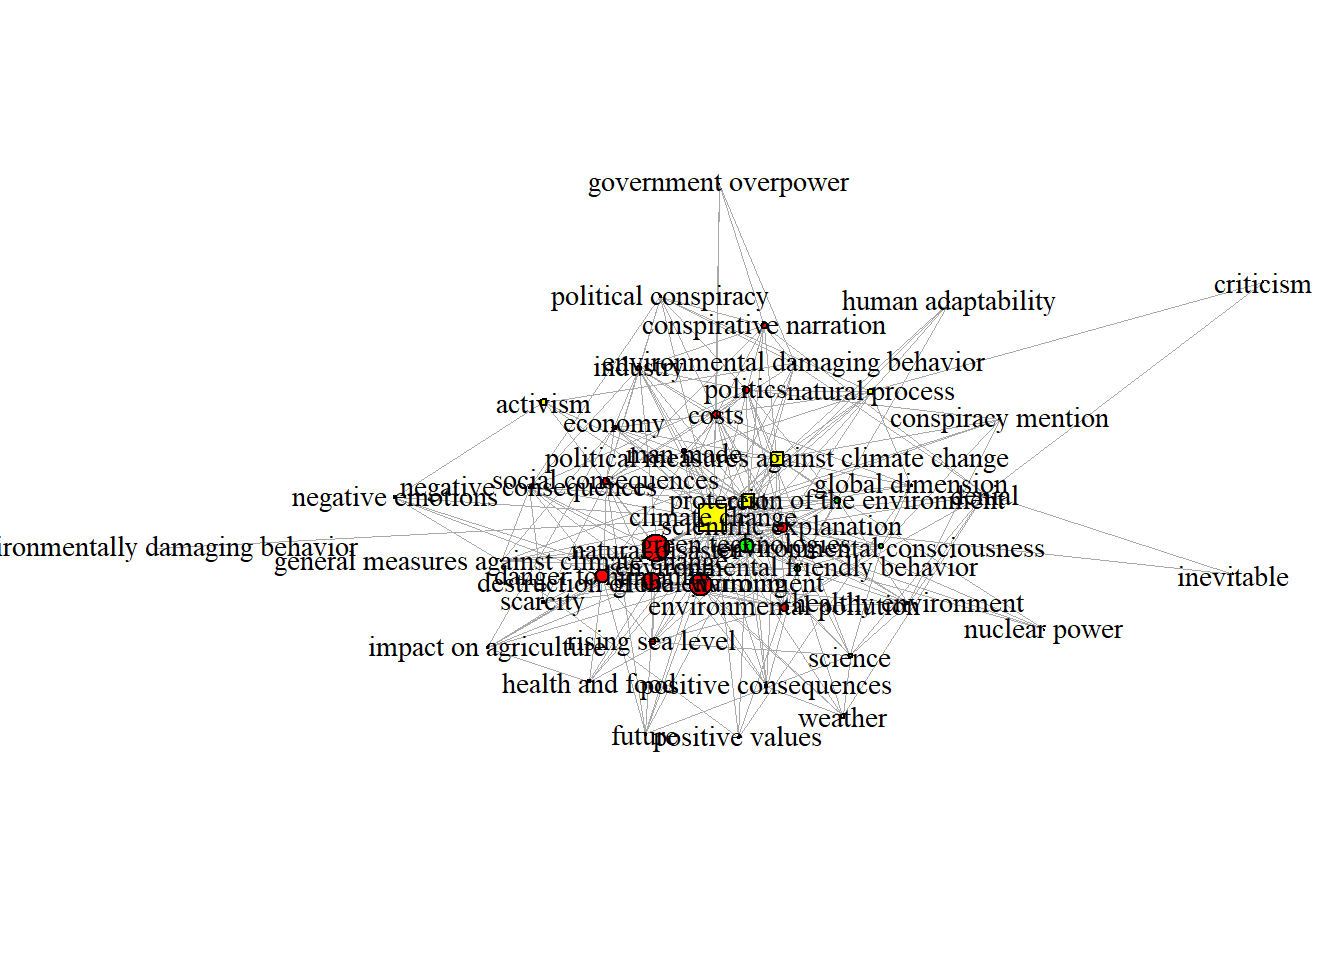 government overpower
criticism
political conspiracy
human adaptability
conspirative narration
environmental damaging behavior
industry
politics
natural process
activism
costs
conspiracy mention
economy
man made
political measures against climate change
social consequences
global dimension
negative consequences
negative emotions
denial
protection of the environment
climate change
scientific explanation
green technologies
ironmentally damaging behavior
natural disaster
environmental consciousness
general measures against climate change
environmental friendly behavior
inevitable
danger to
destruction of the environment
global warming
scarcity
healthy environment
environmental pollution
nuclear power
rising sea level
impact on agriculture
science
health and food
positive consequences
weather
future
positive values